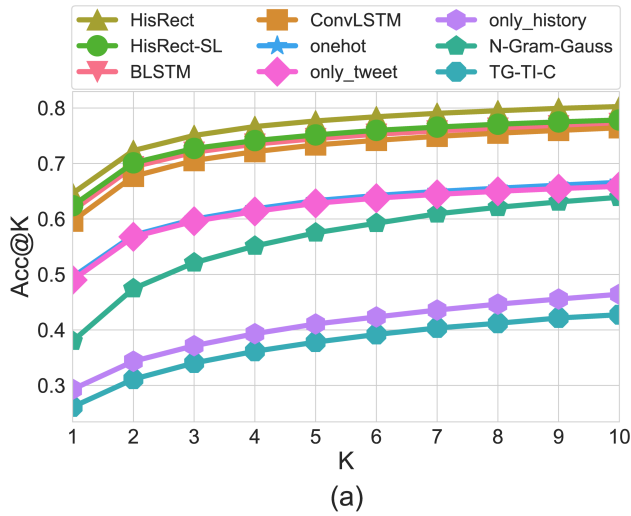 HisRect ConvLSTM only_history
HisRect-SL onehot N-Gram-Gauss
BLSTM only_tweet TG-TI-C
0.8
0.7
0.6
0.5
0.4
0.3
Acc@K
1 2 3 4 5 6 7 8 9 10
K
(a)